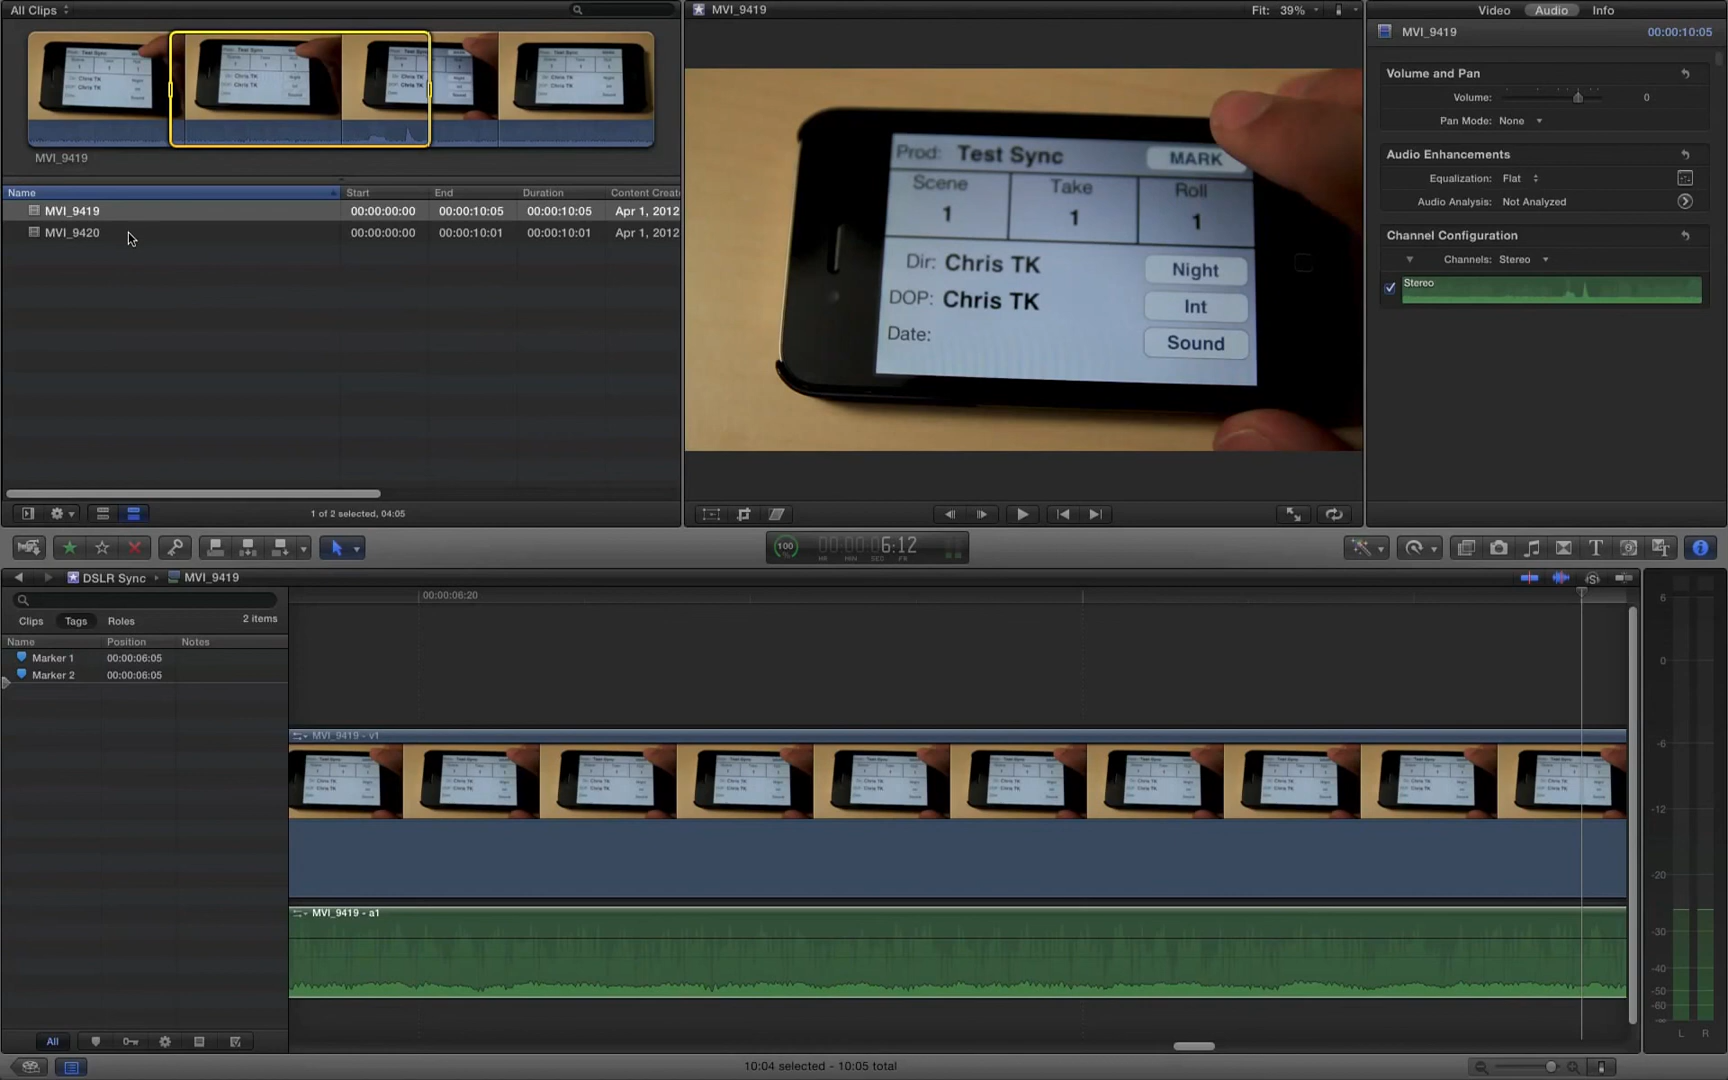 All Clips
MVI_9419
Fit: 39%
Video Audio Info
MVI_9419 00:00:10:05
Volume and Pan
Volume: 0
Pan Mode: None
Audio Enhancements
Equalization: Flat
Audio Analysis: Not Analyzed
Channel Configuration
Channels: Stereo
Stereo
MVI_9419
Name Start End Duration Content Create
MVI_9419 00:00:00:00 00:00:10:05 00:00:10:05 Apr 1, 2012
MVI_9420 00:00:00:00 00:00:10:01 00:00:10:01 Apr 1, 2012
Prod: Test Sync MARK
Scene Take Roll
1 1 1
Dir: Chris TK Night
DOP: Chris TK Int
Date: Sound
1 of 2 selected, 04:05
100 6:12
HR MIN SEC FR
DSLR Sync MVI_9419
00:00:06:20
Clips Tags Roles 2 items
Name Position Notes
Marker 1 00:00:06:05
Marker 2 00:00:06:05
MVI_9419 - v1
MVI_9419 - a1
6
0
-6
-12
-20
-30
-40
-50
-60
-∞
L R
All
10:04 selected - 10:05 total